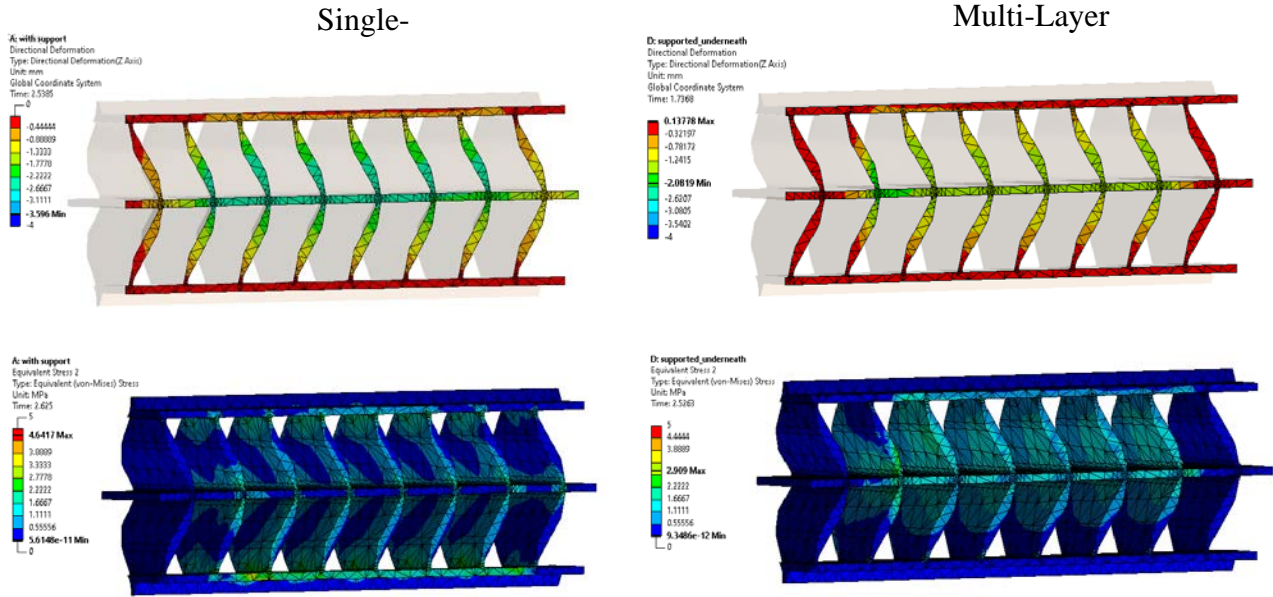 Single-
Multi-Layer
A: with support
Directional Deformation
Type: Directional Deformation(Z Axis)
Unit: mm
Global Coordinate System
Time: 2.5385
0
-0.44444
-0.88889
-1.3333
-1.7778
-2.2222
-2.6667
-3.1111
-3.596 Min
-4
D: supported_underneath
Directional Deformation
Type: Directional Deformation(Z Axis)
Unit: mm
Global Coordinate System
Time: 1.7368
0.13778 Max
-0.32197
-0.78172
-1.2415
-2.0819 Min
-2.6207
-3.0805
-3.5402
-4
A: with support
Equivalent Stress 2
Type: Equivalent (von-Mises) Stress
Unit: MPa
Time: 2.625
5
4.6417 Max
3.8889
3.3333
2.7778
2.2222
1.6667
1.1111
0.55556
5.6148e-11 Min
0
D: supported_underneath
Equivalent Stress 2
Type: Equivalent (von-Mises) Stress
Unit: MPa
Time: 2.5263
5
4.4444
3.8889
2.909 Max
2.2222
1.6667
1.1111
0.55556
9.3486e-12 Min
0